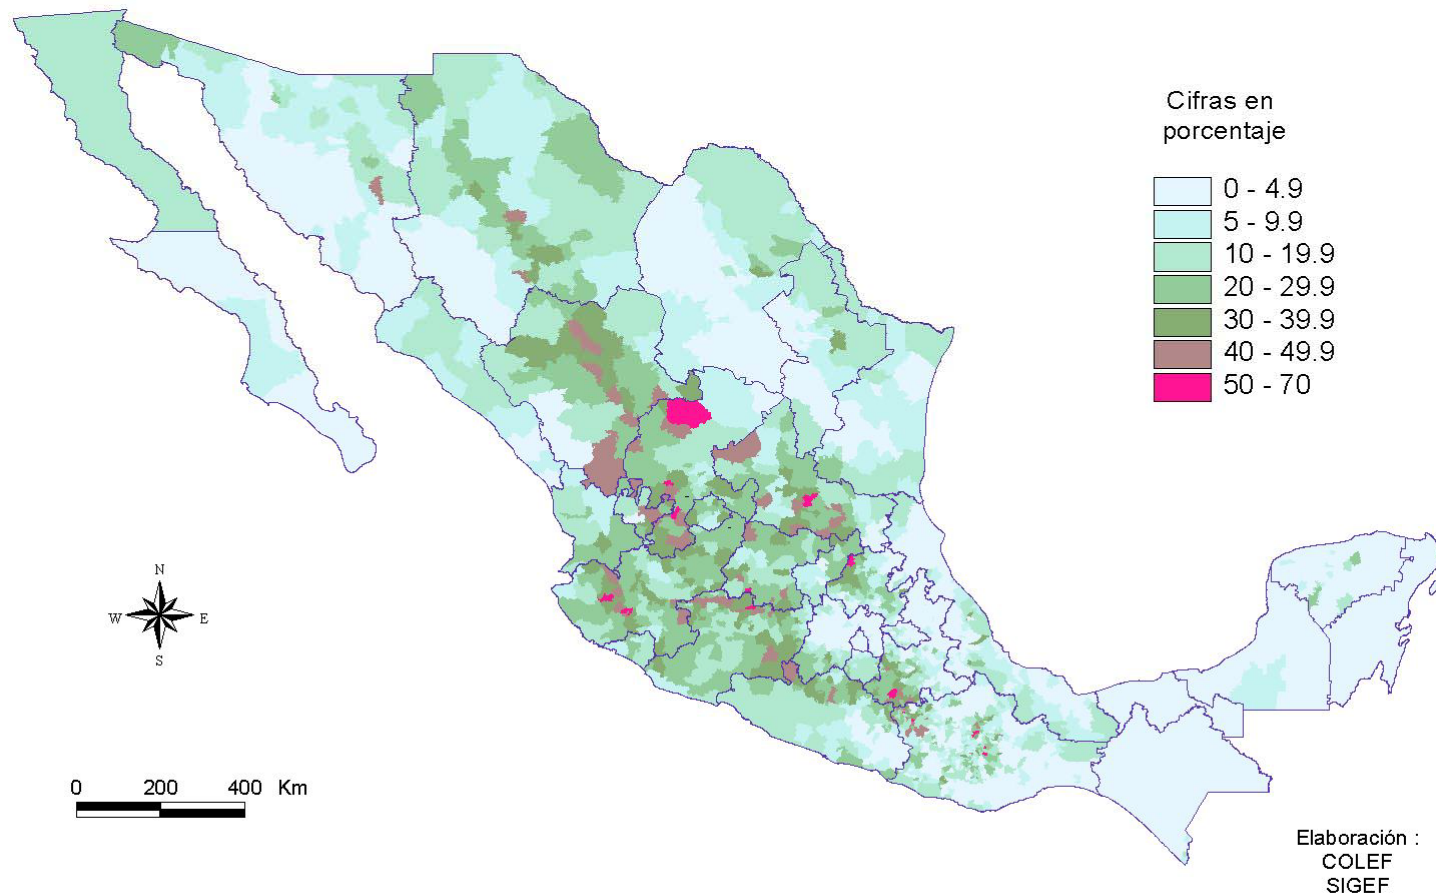 Cifras en
porcentaje
0 - 4.9
5 - 9.9
10 - 19.9
20 - 29.9
30 - 39.9
40 - 49.9
50 - 70
N
W E
S
0 200 400 Km
Elaboración :
COLEF
SIGEF